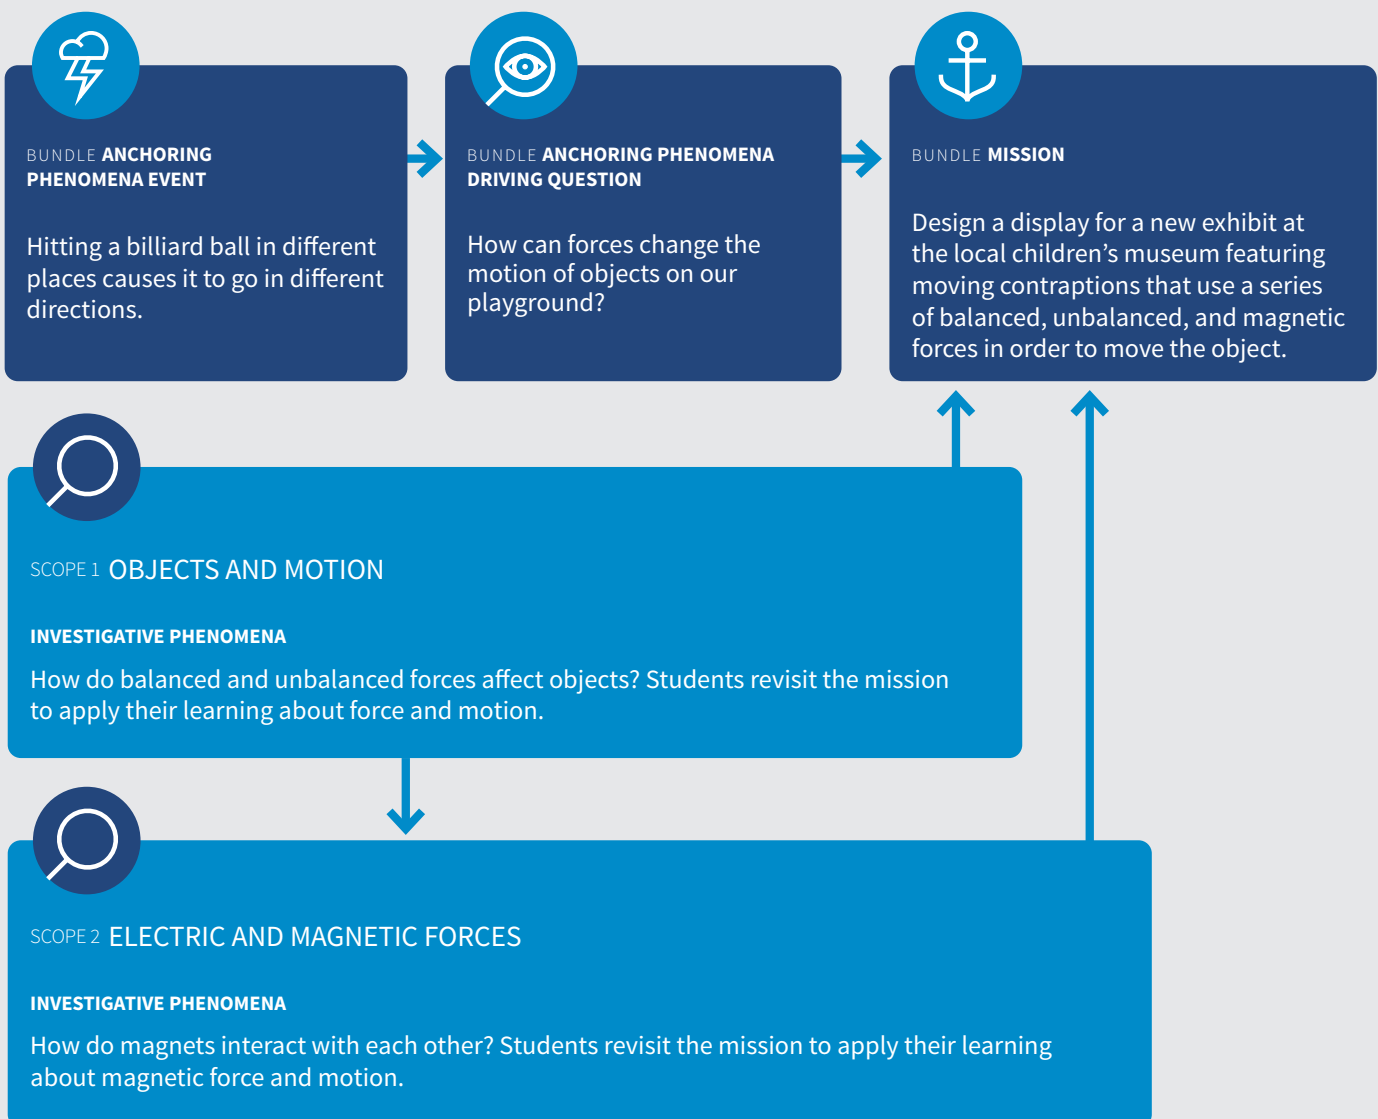 BUNDLE ANCHORING
PHENOMENA EVENT
Hitting a billiard ball in different
places causes it to go in different
directions.
BUNDLE ANCHORING PHENOMENA
DRIVING QUESTION
How can forces change the
motion of objects on our
playground?
BUNDLE MISSION
Design a display for a new exhibit at
the local children’s museum featuring
moving contraptions that use a series
of balanced, unbalanced, and magnetic
forces in order to move the object.
SCOPE 1 OBJECTS AND MOTION
INVESTIGATIVE PHENOMENA
How do balanced and unbalanced forces affect objects? Students revisit the mission
to apply their learning about force and motion.
SCOPE 2 ELECTRIC AND MAGNETIC FORCES
INVESTIGATIVE PHENOMENA
How do magnets interact with each other? Students revisit the mission to apply their learning
about magnetic force and motion.